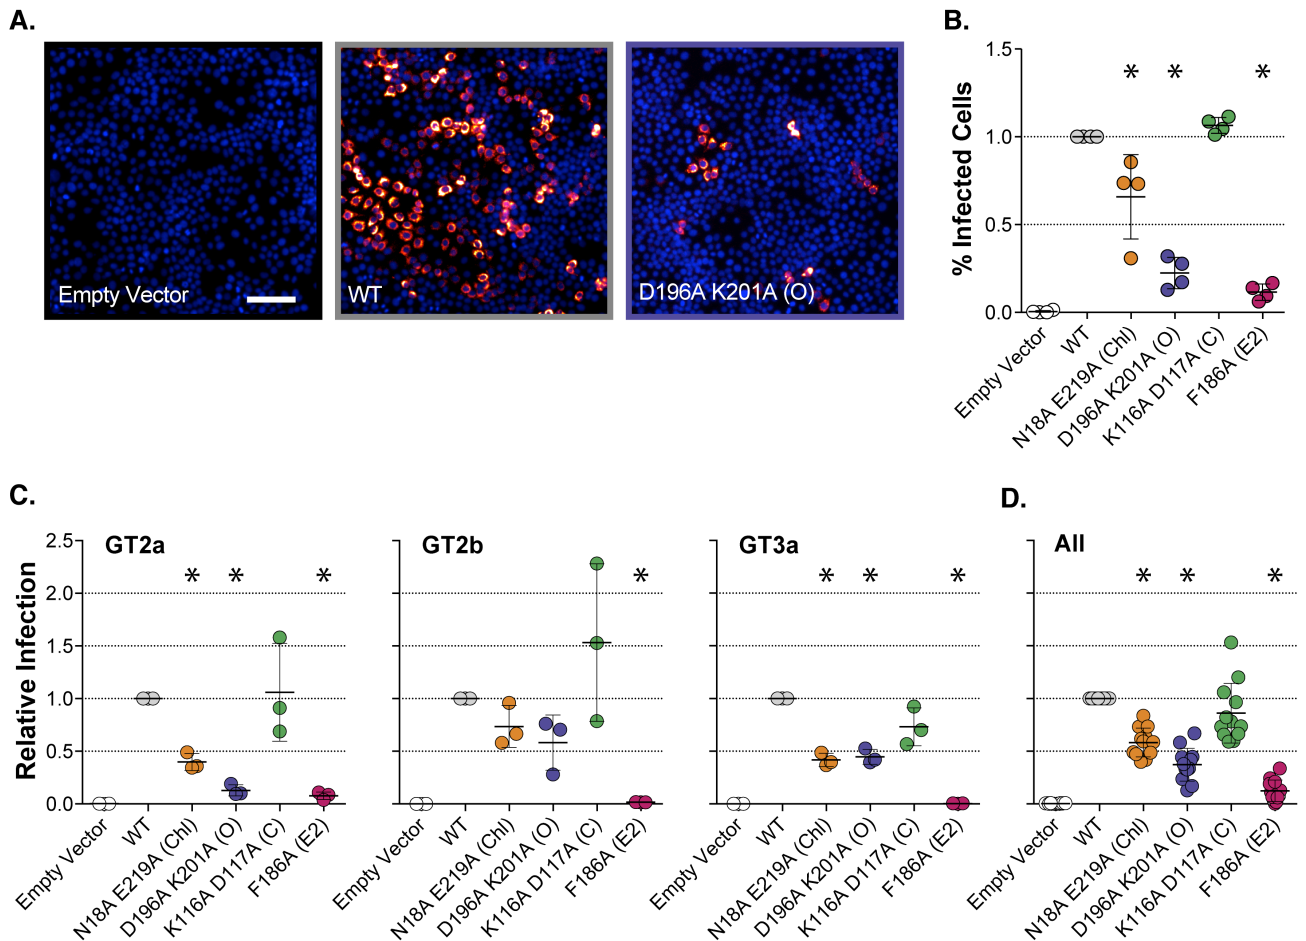 A.
Empty Vector
WT
D196A K201A (O)
B.
% Infected Cells
1.5
1.0
0.5
0.0
*
*
*
Empty Vector
WT
N18A E219A (Chl)
D196A K201A (O)
K116A D117A (C)
F186A (E2)
C.
Relative Infection
2.5
2.0
1.5
1.0
0.5
0.0
GT2a
*
*
*
Empty Vector
WT
N18A E219A (Chl)
D196A K201A (O)
K116A D117A (C)
F186A (E2)
GT2b
*
Empty Vector
WT
N18A E219A (Chl)
D196A K201A (O)
K116A D117A (C)
F186A (E2)
GT3a
*
*
*
Empty Vector
WT
N18A E219A (Chl)
D196A K201A (O)
K116A D117A (C)
F186A (E2)
D.
All
*
*
*
Empty Vector
WT
N18A E219A (Chl)
D196A K201A (O)
K116A D117A (C)
F186A (E2)